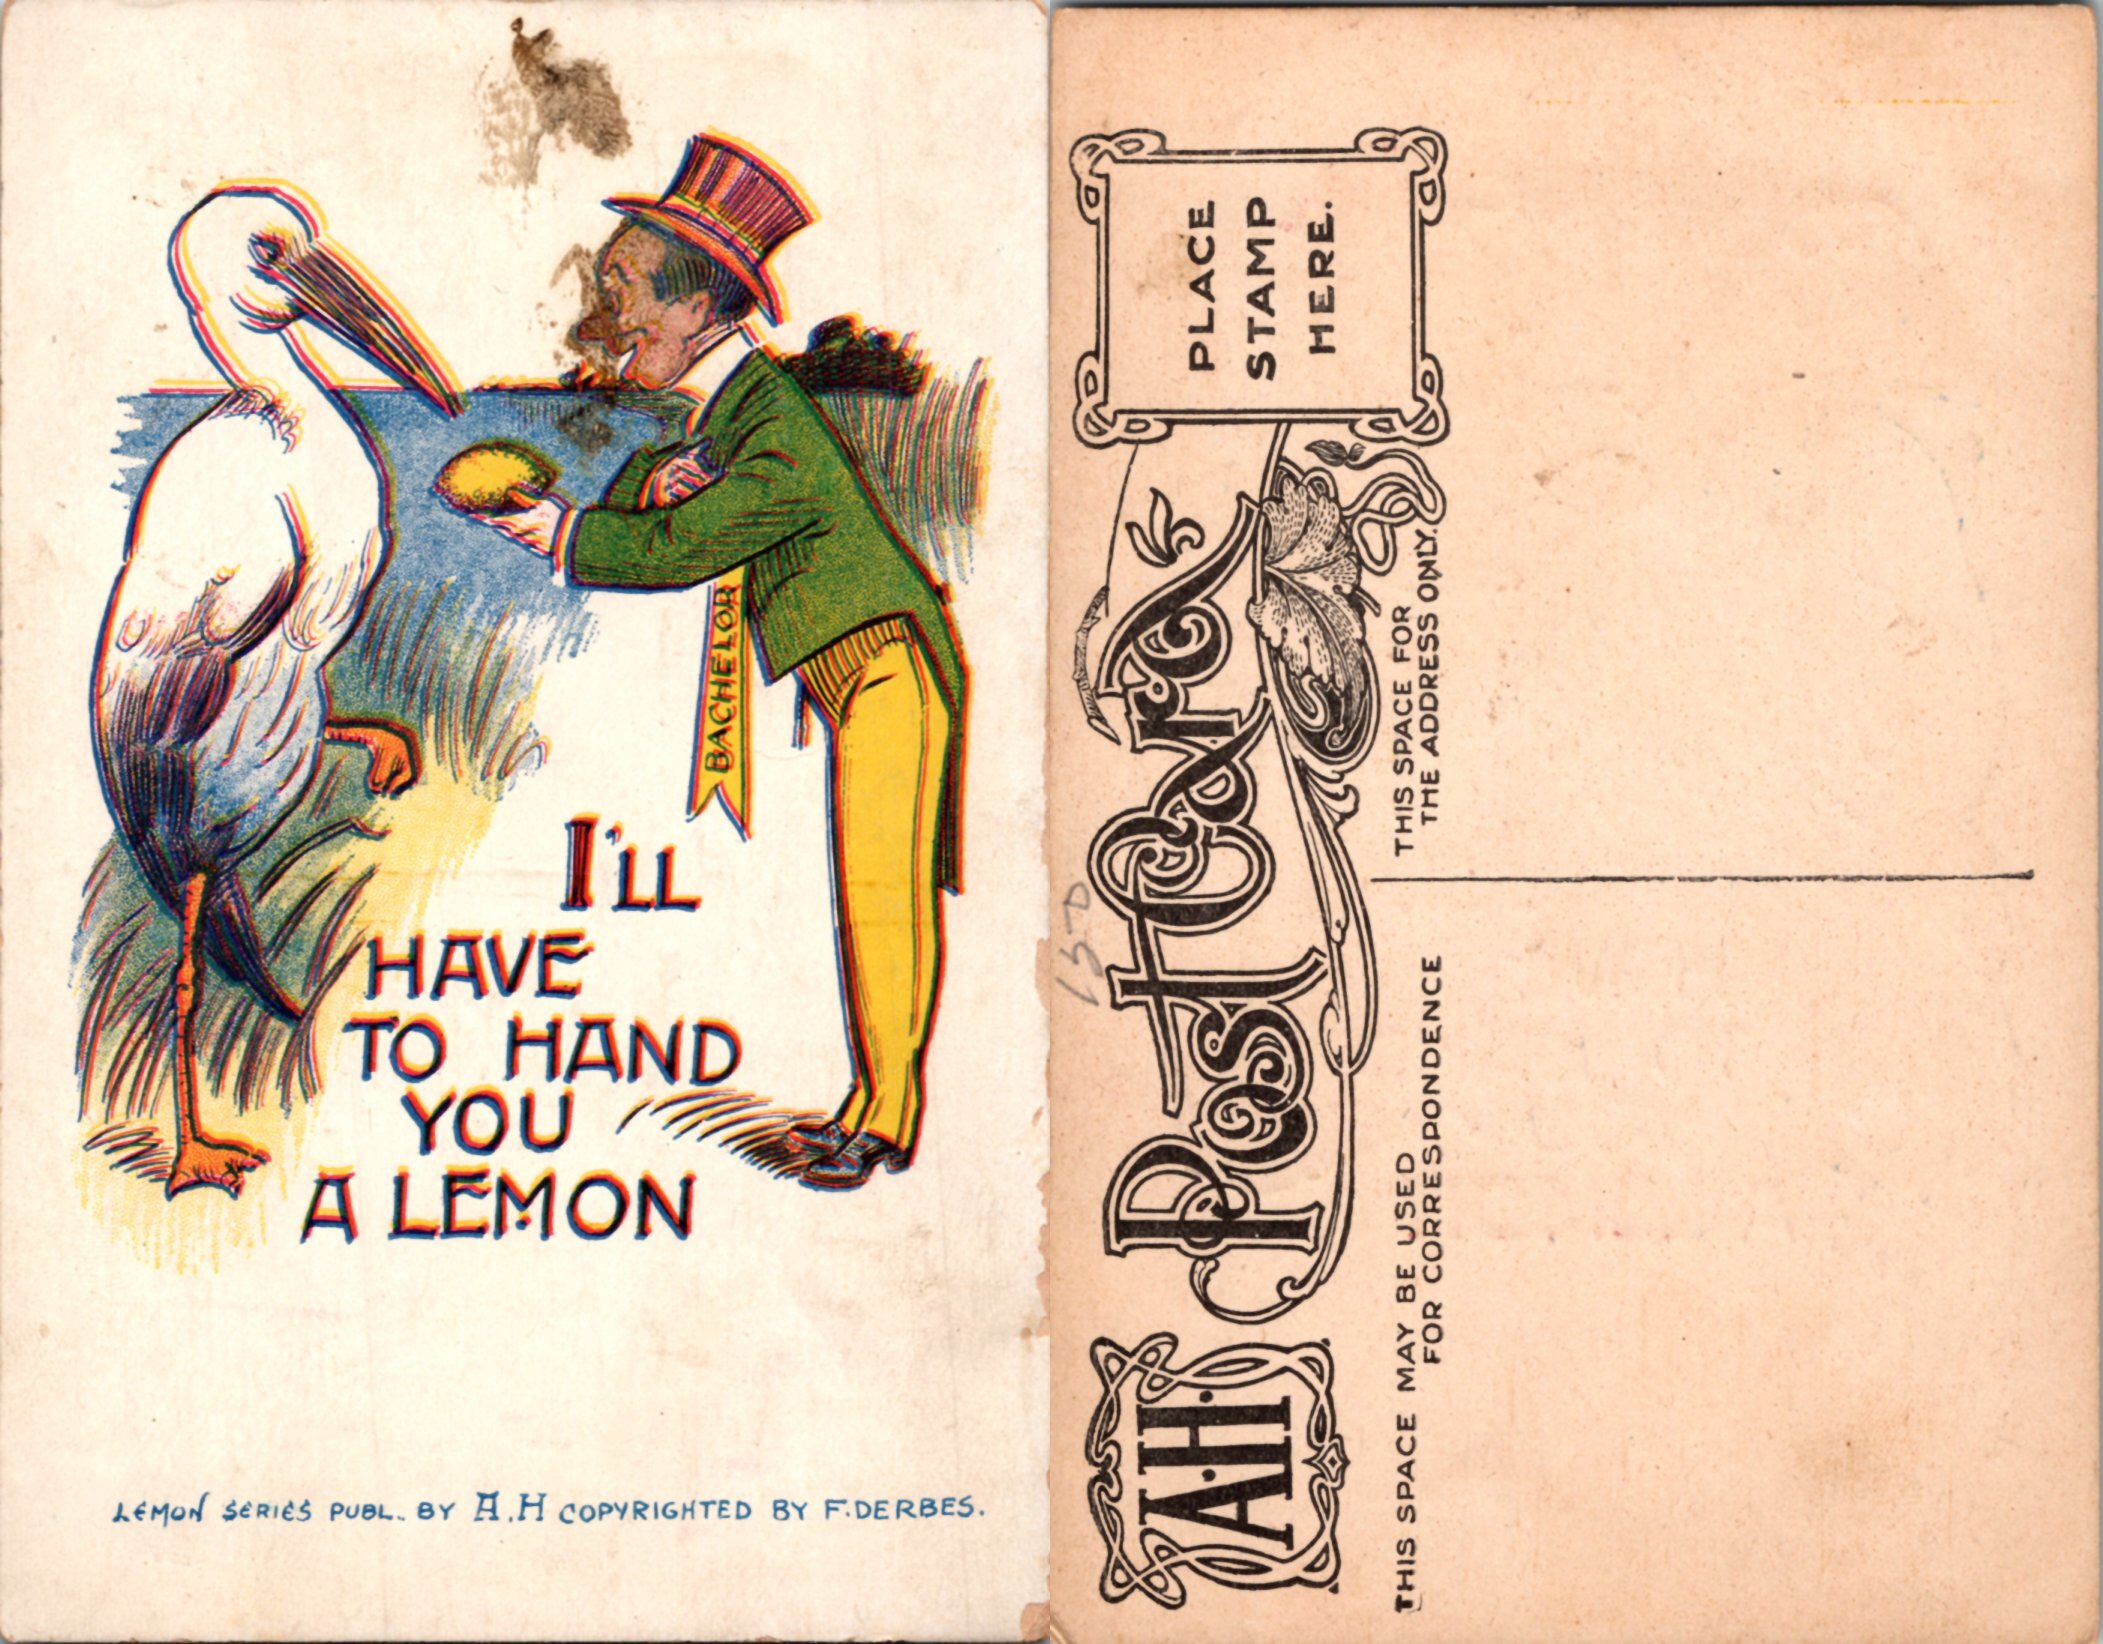 BACHELOR
I'LL
HAVE
TO HAND
YOU
A LEMON
LEMON SERIES PUBL. BY A.H COPYRIGHTED BY F. DERBES.
PLACE
STAMP
HERE.
A.H.
Post Card
150
THIS SPACE MAY BE USED
FOR CORRESPONDENCE
THIS SPACE FOR
THE ADDRESS ONLY.